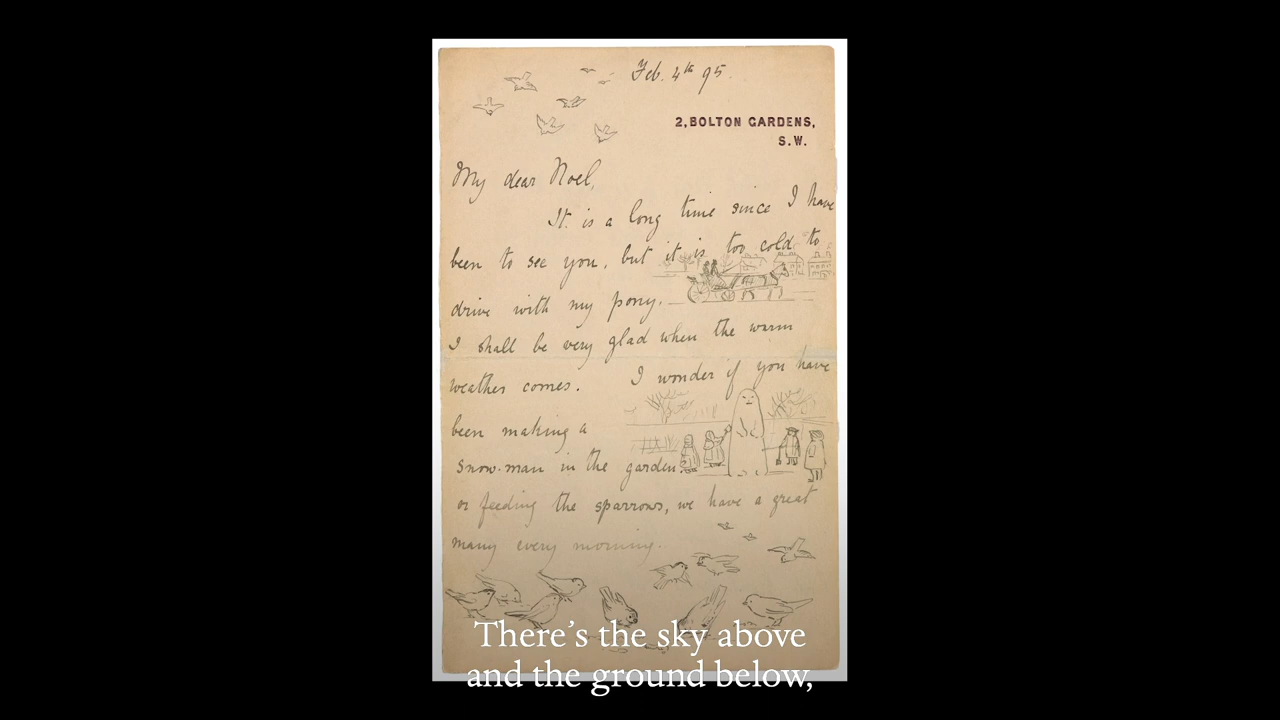 Feb. 4th 95.
2, BOLTON GARDENS,
S.W.
My dear Noel,
It is a long time since I have
been to see you, but it is too cold to
drive with my pony.
I shall be very glad when the warm
weather comes. I wonder if you have
been making a
snow-man in the garden
or feeding the sparrows, we have a great
many every morning..
There's the sky above
and the ground below,